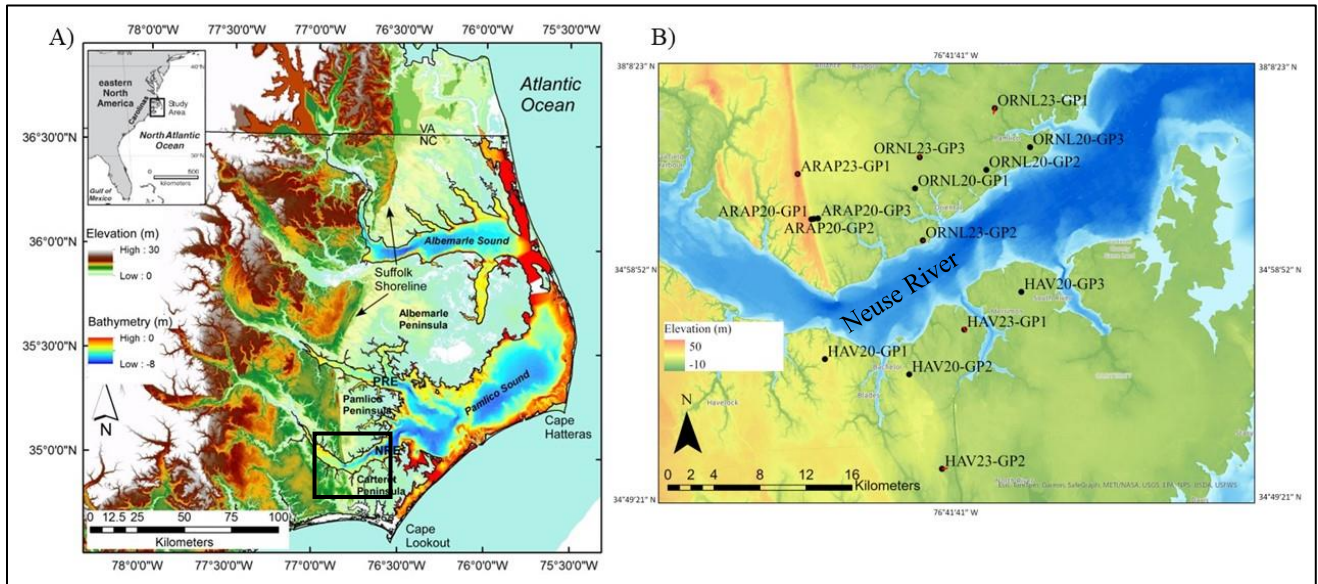 A)
78°0'0"W 77°30'0"W 77°0'0"W 76°30'0"W 76°0'0"W 75°30'0"W
eastern
North
America
Carolinas
Study
Area
North Atlantic
Ocean
40°N
30°N
0 500
kilometers
Gulf of
Mexico
Elevation (m)
High : 30
Low : 0
Bathymetry (m)
High : 0
Low : -8
N
36°30'0"N
36°0'0"N
35°30'0"N
35°0'0"N
VA
NC
Atlantic
Ocean
Albemarle Sound
Suffolk
Shoreline
Albemarle
Peninsula
PRE
Pamlico
Peninsula
Pamlico Sound
NRE
Carteret
Peninsula
Cape
Hatteras
Cape
Lookout
0 12.5 25 50 75 100
Kilometers
78°0'0"W 77°30'0"W 77°0'0"W 76°30'0"W 76°0'0"W 75°30'0"W
B)
76°41'41" W
38°8'23" N
38°8'23" N
34°58'52" N
34°58'52" N
34°49'21" N
34°49'21" N
ORNL23-GP1
ORNL20-GP3
ORNL23-GP3
ORNL20-GP2
ARAP23-GP1
ORNL20-GP1
ARAP20-GP1
ARAP20-GP3
ARAP20-GP2
ORNL23-GP2
Neuse River
HAV20-GP3
HAV23-GP1
HAV20-GP1
HAV20-GP2
HAV23-GP2
Havelock
Elevation (m)
50
-10
N
0 1 2 4 8 12 16
Kilometers
76°41'41" W